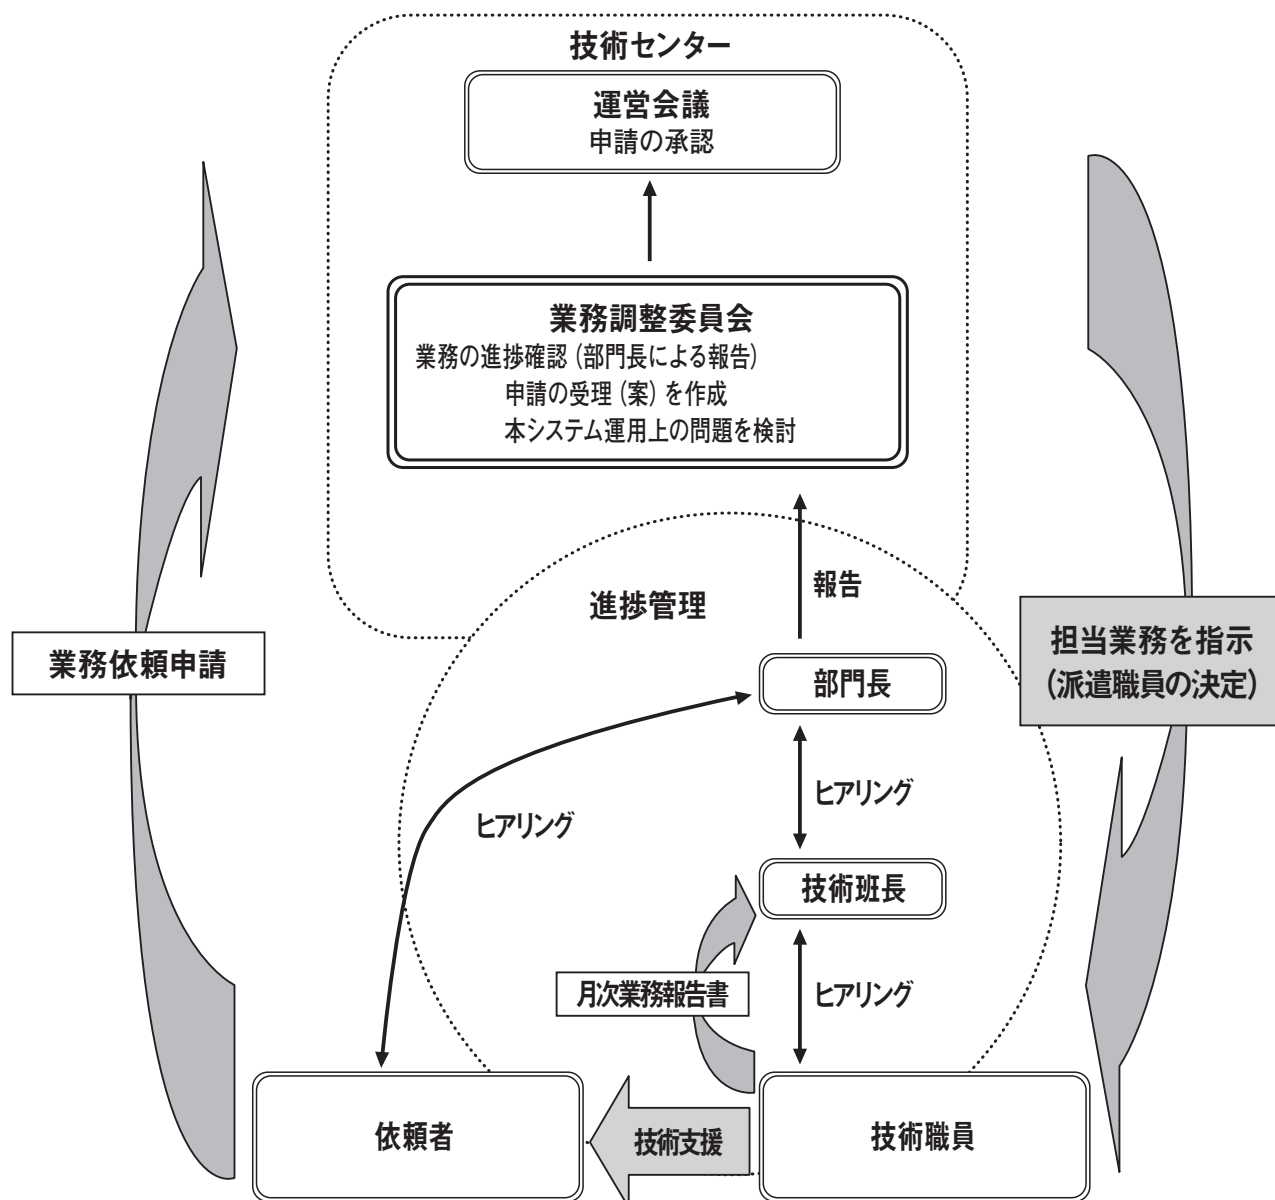 技術センター
運営会議
申請の承認
業務調整委員会
業務の進捗確認（部門長による報告）
申請の受理（案）を作成
本システム運用上の問題を検討
報告
進捗管理
業務依頼申請
担当業務を指示
（派遣職員の決定）
部門長
ヒアリング
ヒアリング
技術班長
月次業務報告書
ヒアリング
依頼者
技術支援
技術職員